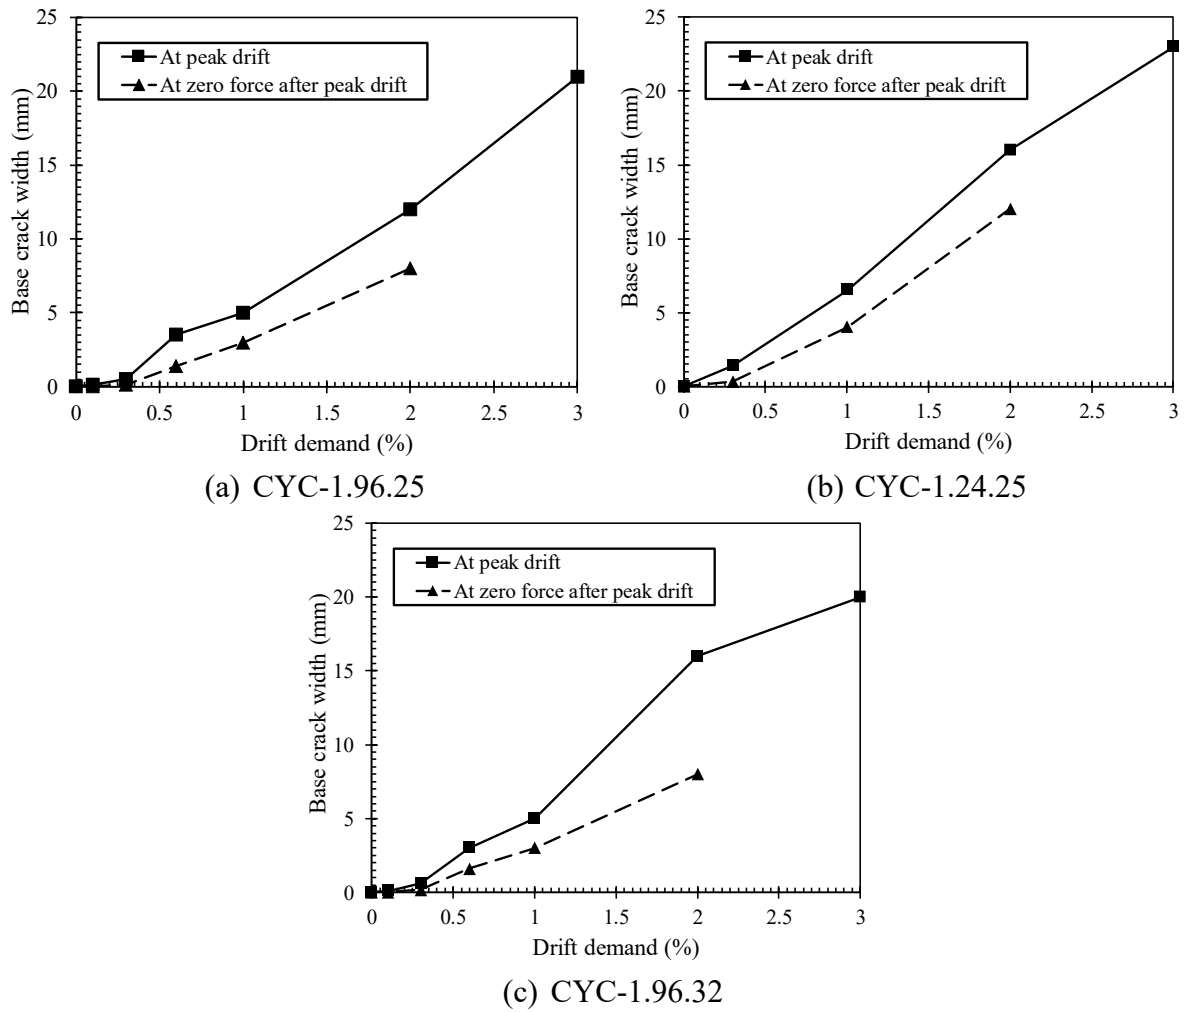 25
20
15
10
5
0
Base crack width (mm)
At peak drift
At zero force after peak drift
0 0.5 1 1.5 2 2.5 3
Drift demand (%)
(a) CYC-1.96.25
25
20
15
10
5
0
Base crack width (mm)
At peak drift
At zero force after peak drift
0 0.5 1 1.5 2 2.5 3
Drift demand (%)
(b) CYC-1.24.25
25
20
15
10
5
0
Base crack width (mm)
At peak drift
At zero force after peak drift
0 0.5 1 1.5 2 2.5 3
Drift demand (%)
(c) CYC-1.96.32